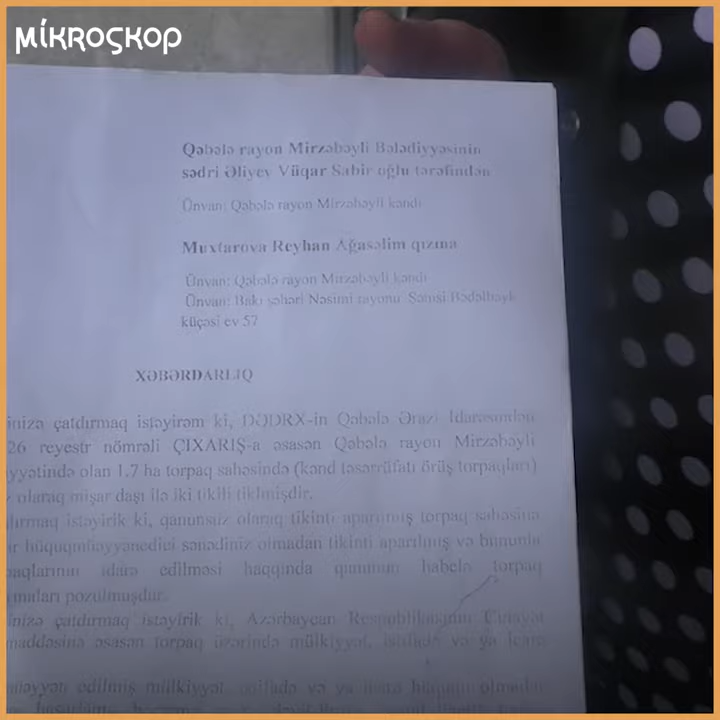 MİKROSKOP
Qəbələ rayon Mirzəbəyli Bələdiyyəsinin
sədri Əliyev Vüqar Sabir oğlu tərəfindən
Ünvan: Qəbələ rayon Mirzəbəyli kəndi
Muxtarova Reyhan Ağasəlim qızına
Ünvan: Qəbələ rayon Mirzəbəyli kəndi
Ünvan: Bakı şəhəri Nəsimi rayonu Şəmsi Bədəlbəyli
küçəsi ev 57
XƏBƏRDARLIQ
inizə çatdırmaq istəyirəm ki, DƏDRX-in Qəbələ Ərazi İdarəsindən
26 reyestr nömrəli ÇIXARIŞ-a əsasən Qəbələ rayon Mirzəbəyli
yyətində olan 1.7 ha torpaq sahəsində (kənd təsərrüfatı örüş torpaqları)
olaraq mişar daşı ilə iki tikili tikilmişdir.
dırmaq istəyirik ki, qanunsuz olaraq tikinti aparılmış torpaq sahəsinə
ır hüquqmüəyyənedici sənədiniz olmadan tikinti aparılmış və bununla
paqlarının idarə edilməsi haqqında qanunun həbelə torpaq
pozulmuşdur.
inizə çatdırmaq istəyirik ki, Azərbaycan Respublikasının Cinayət
maddəsinə əsasən torpaq üzərində mülkiyyət, istifadə və ya icarə
müəyyən edilmiş mülkiyyət, istifadə və ya icarə hüququ olmadan